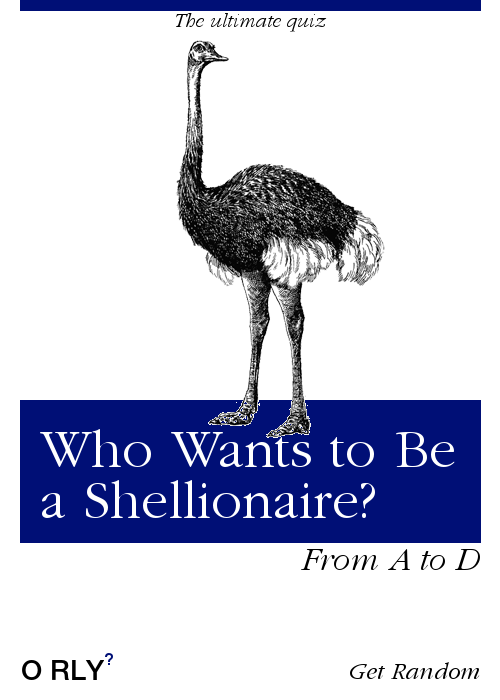 The ultimate quiz
Who Wants to Be
a Shellionaire?
From A to D
O RLY?
Get Random